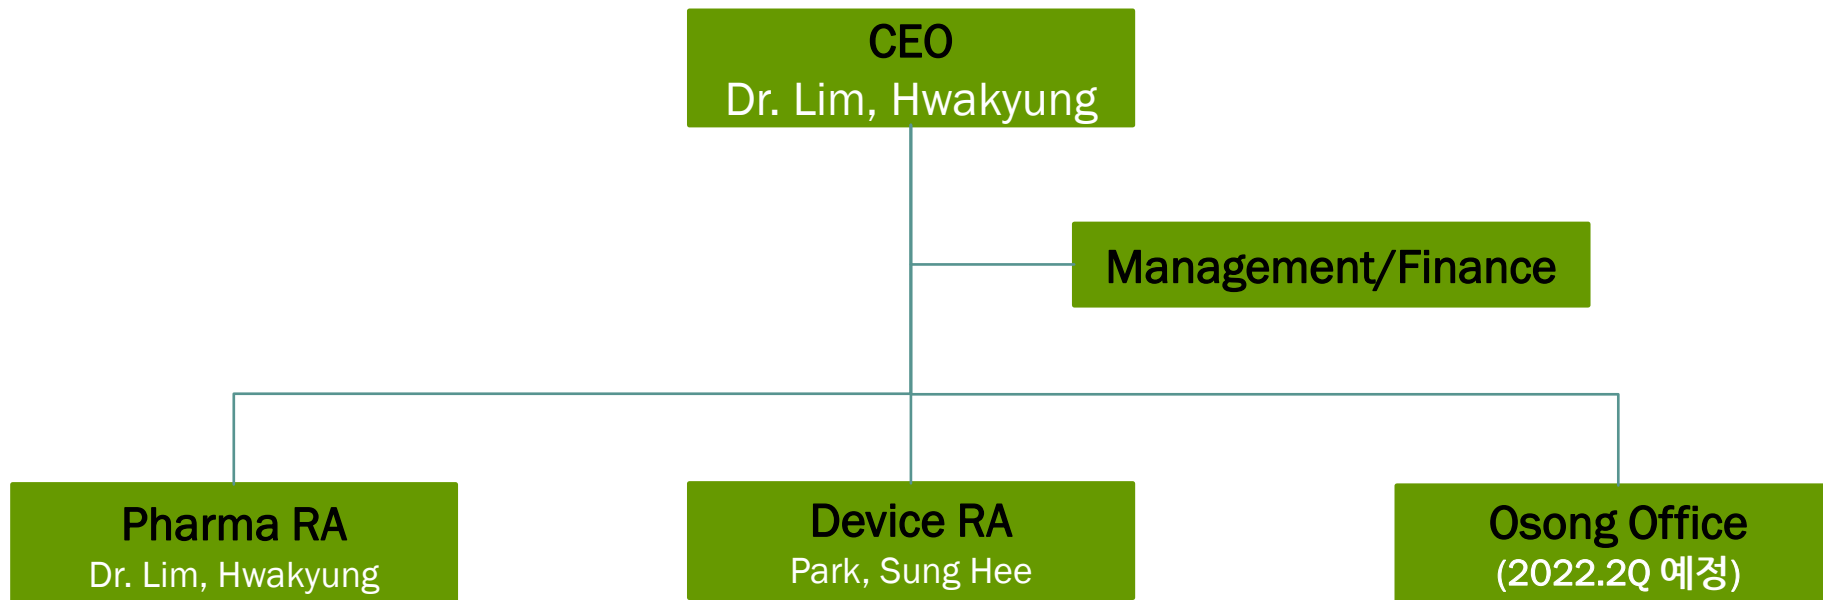 CEO
Dr. Lim, Hwakyung
Management/Finance
Pharma RA
Dr. Lim, Hwakyung
Device RA
Park, Sung Hee
Osong Office
(2022.2Q 예정)